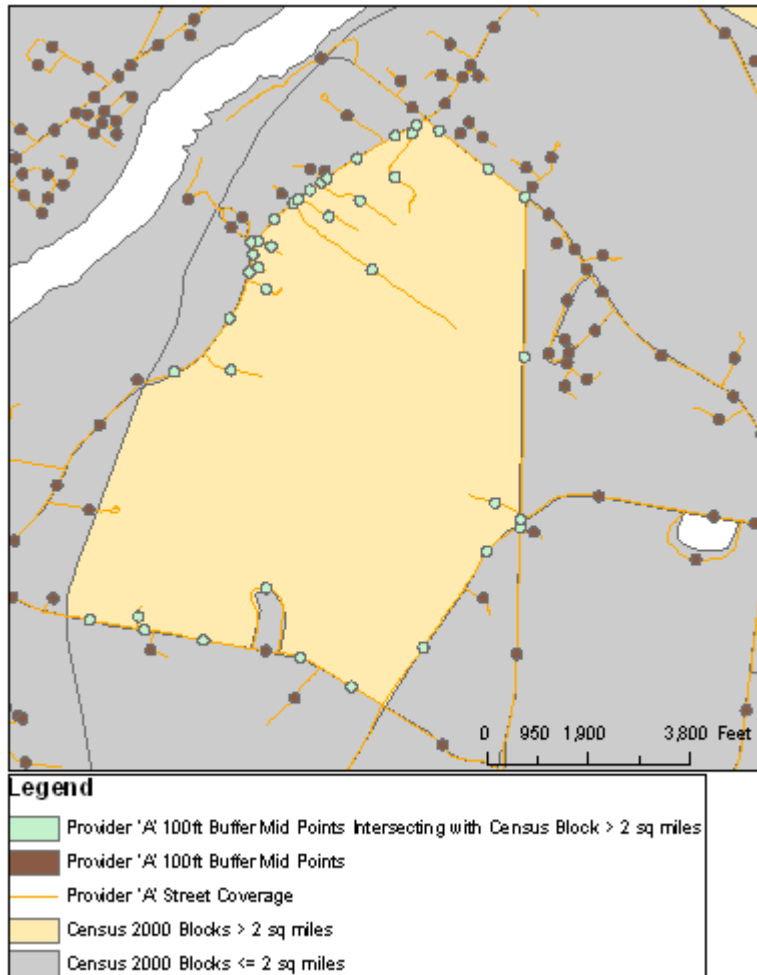 0 950 1,900 3,800 Feet
Legend
Provider 'A' 100ft Buffer Mid Points Intersecting with Census Block > 2 sq miles
Provider 'A' 100ft Buffer Mid Points
Provider 'A' Street Coverage
Census 2000 Blocks > 2 sq miles
Census 2000 Blocks <= 2 sq miles